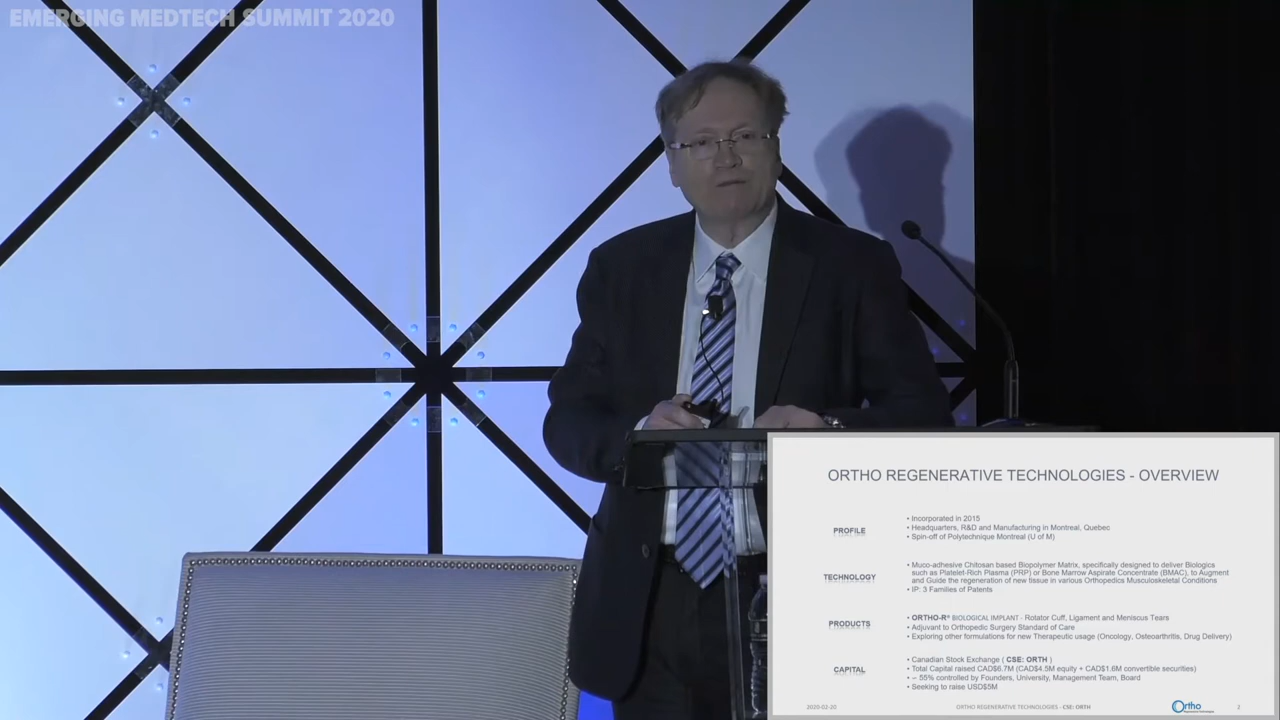 EMERGING MEDTECH SUMMIT 2020
ORTHO REGENERATIVE TECHNOLOGIES - OVERVIEW
PROFILE
• Incorporated in 2015
• Headquarters, R&D and Manufacturing in Montreal, Quebec
• Spin-off of Polytechnique Montreal (U of M)
TECHNOLOGY
• Muco-adhesive Chitosan based Biopolymer Matrix, specifically designed to deliver Biologics
such as Platelet-Rich Plasma (PRP) or Bone Marrow Aspirate Concentrate (BMAC), to Augment
and Guide the regeneration of new tissue in various Orthopedics Musculoskeletal Conditions
• IP: 3 Families of Patents
PRODUCTS
• ORTHO-R® BIOLOGICAL IMPLANT - Rotator Cuff, Ligament and Meniscus Tears
• Adjuvant to Orthopedic Surgery Standard of Care
• Exploring other formulations for new Therapeutic usage (Oncology, Osteoarthritis, Drug Delivery)
CAPITAL
• Canadian Stock Exchange ( CSE: ORTH )
• Total Capital raised CAD$6.7M (CAD$4.5M equity + CAD$1.6M convertible securities)
• ~ 55% controlled by Founders, University, Management Team, Board
• Seeking to raise USD$5M
2020-02-20
ORTHO REGENERATIVE TECHNOLOGIES - CSE: ORTH
Ortho
2